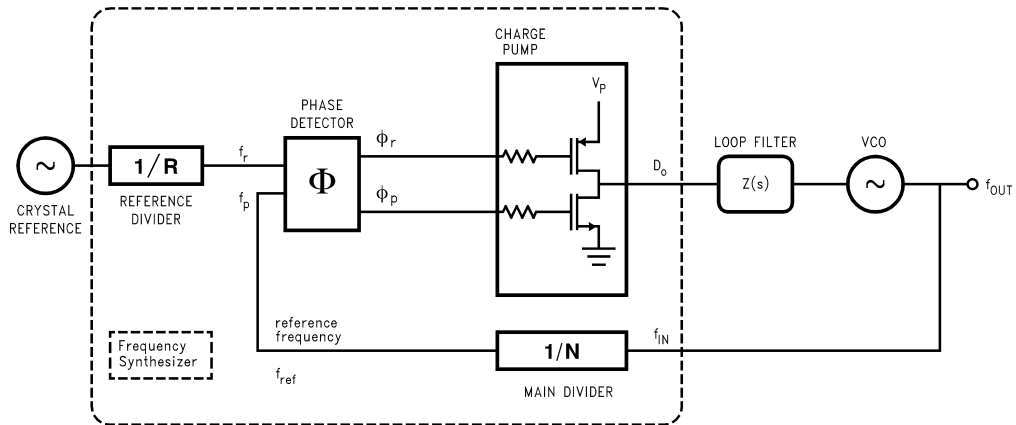 CHARGE
PUMP
V_P
PHASE
DETECTOR
ϕ_r
f_r
1/R
Φ
f_p
ϕ_p
REFERENCE
DIVIDER
CRYSTAL
REFERENCE
D_o
LOOP FILTER
Z(s)
VCO
f_OUT
reference
frequency
f_ref
1/N
f_IN
MAIN DIVIDER
Frequency
Synthesizer